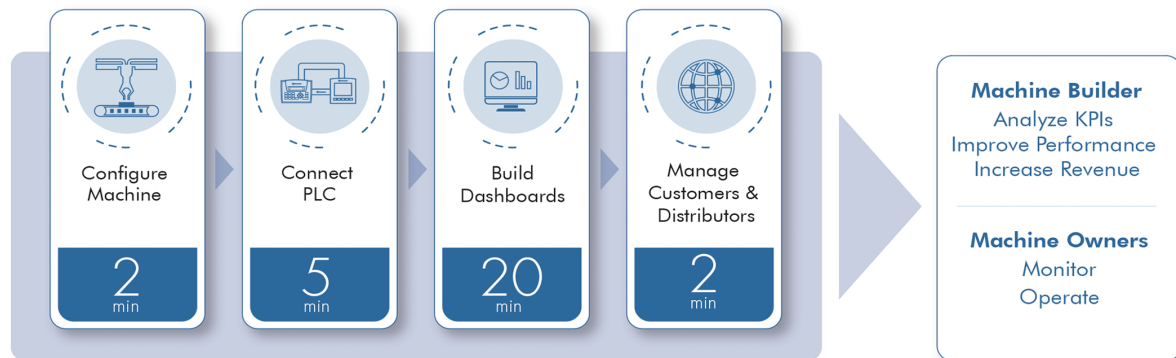 Configure
Machine
2
min
Connect
PLC
5
min
Build
Dashboards
20
min
Manage
Customers &
Distributors
2
min
Machine Builder
Analyze KPIs
Improve Performance
Increase Revenue
Machine Owners
Monitor
Operate